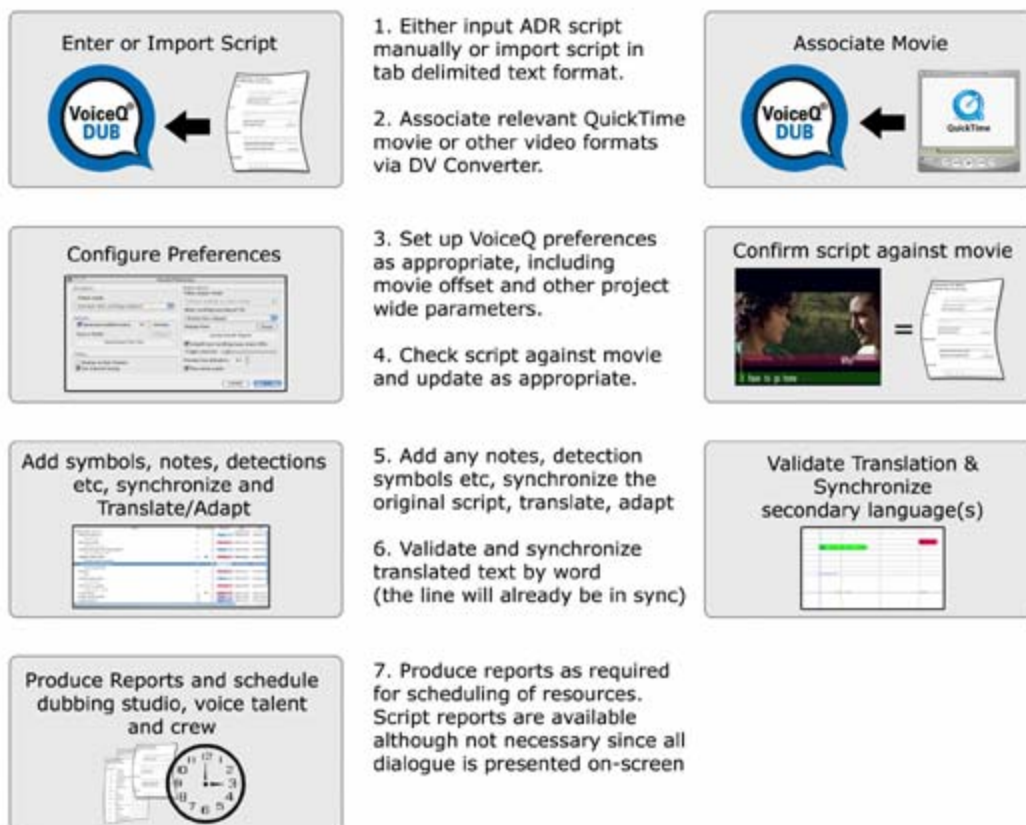 Enter or Import Script
VoiceQ®
DUB
1. Either input ADR script
manually or import script in
tab delimited text format.
2. Associate relevant QuickTime
movie or other video formats
via DV Converter.
Associate Movie
VoiceQ®
DUB
QuickTime
Configure Preferences
3. Set up VoiceQ preferences
as appropriate, including
movie offset and other project
wide parameters.
4. Check script against movie
and update as appropriate.
Confirm script against movie
=
Add symbols, notes, detections
etc, synchronize and
Translate/Adapt
5. Add any notes, detection
symbols etc, synchronize the
original script, translate, adapt
6. Validate and synchronize
translated text by word
(the line will already be in sync)
Validate Translation &
Synchronize
secondary language(s)
Produce Reports and schedule
dubbing studio, voice talent
and crew
7. Produce reports as required
for scheduling of resources.
Script reports are available
although not necessary since all
dialogue is presented on-screen